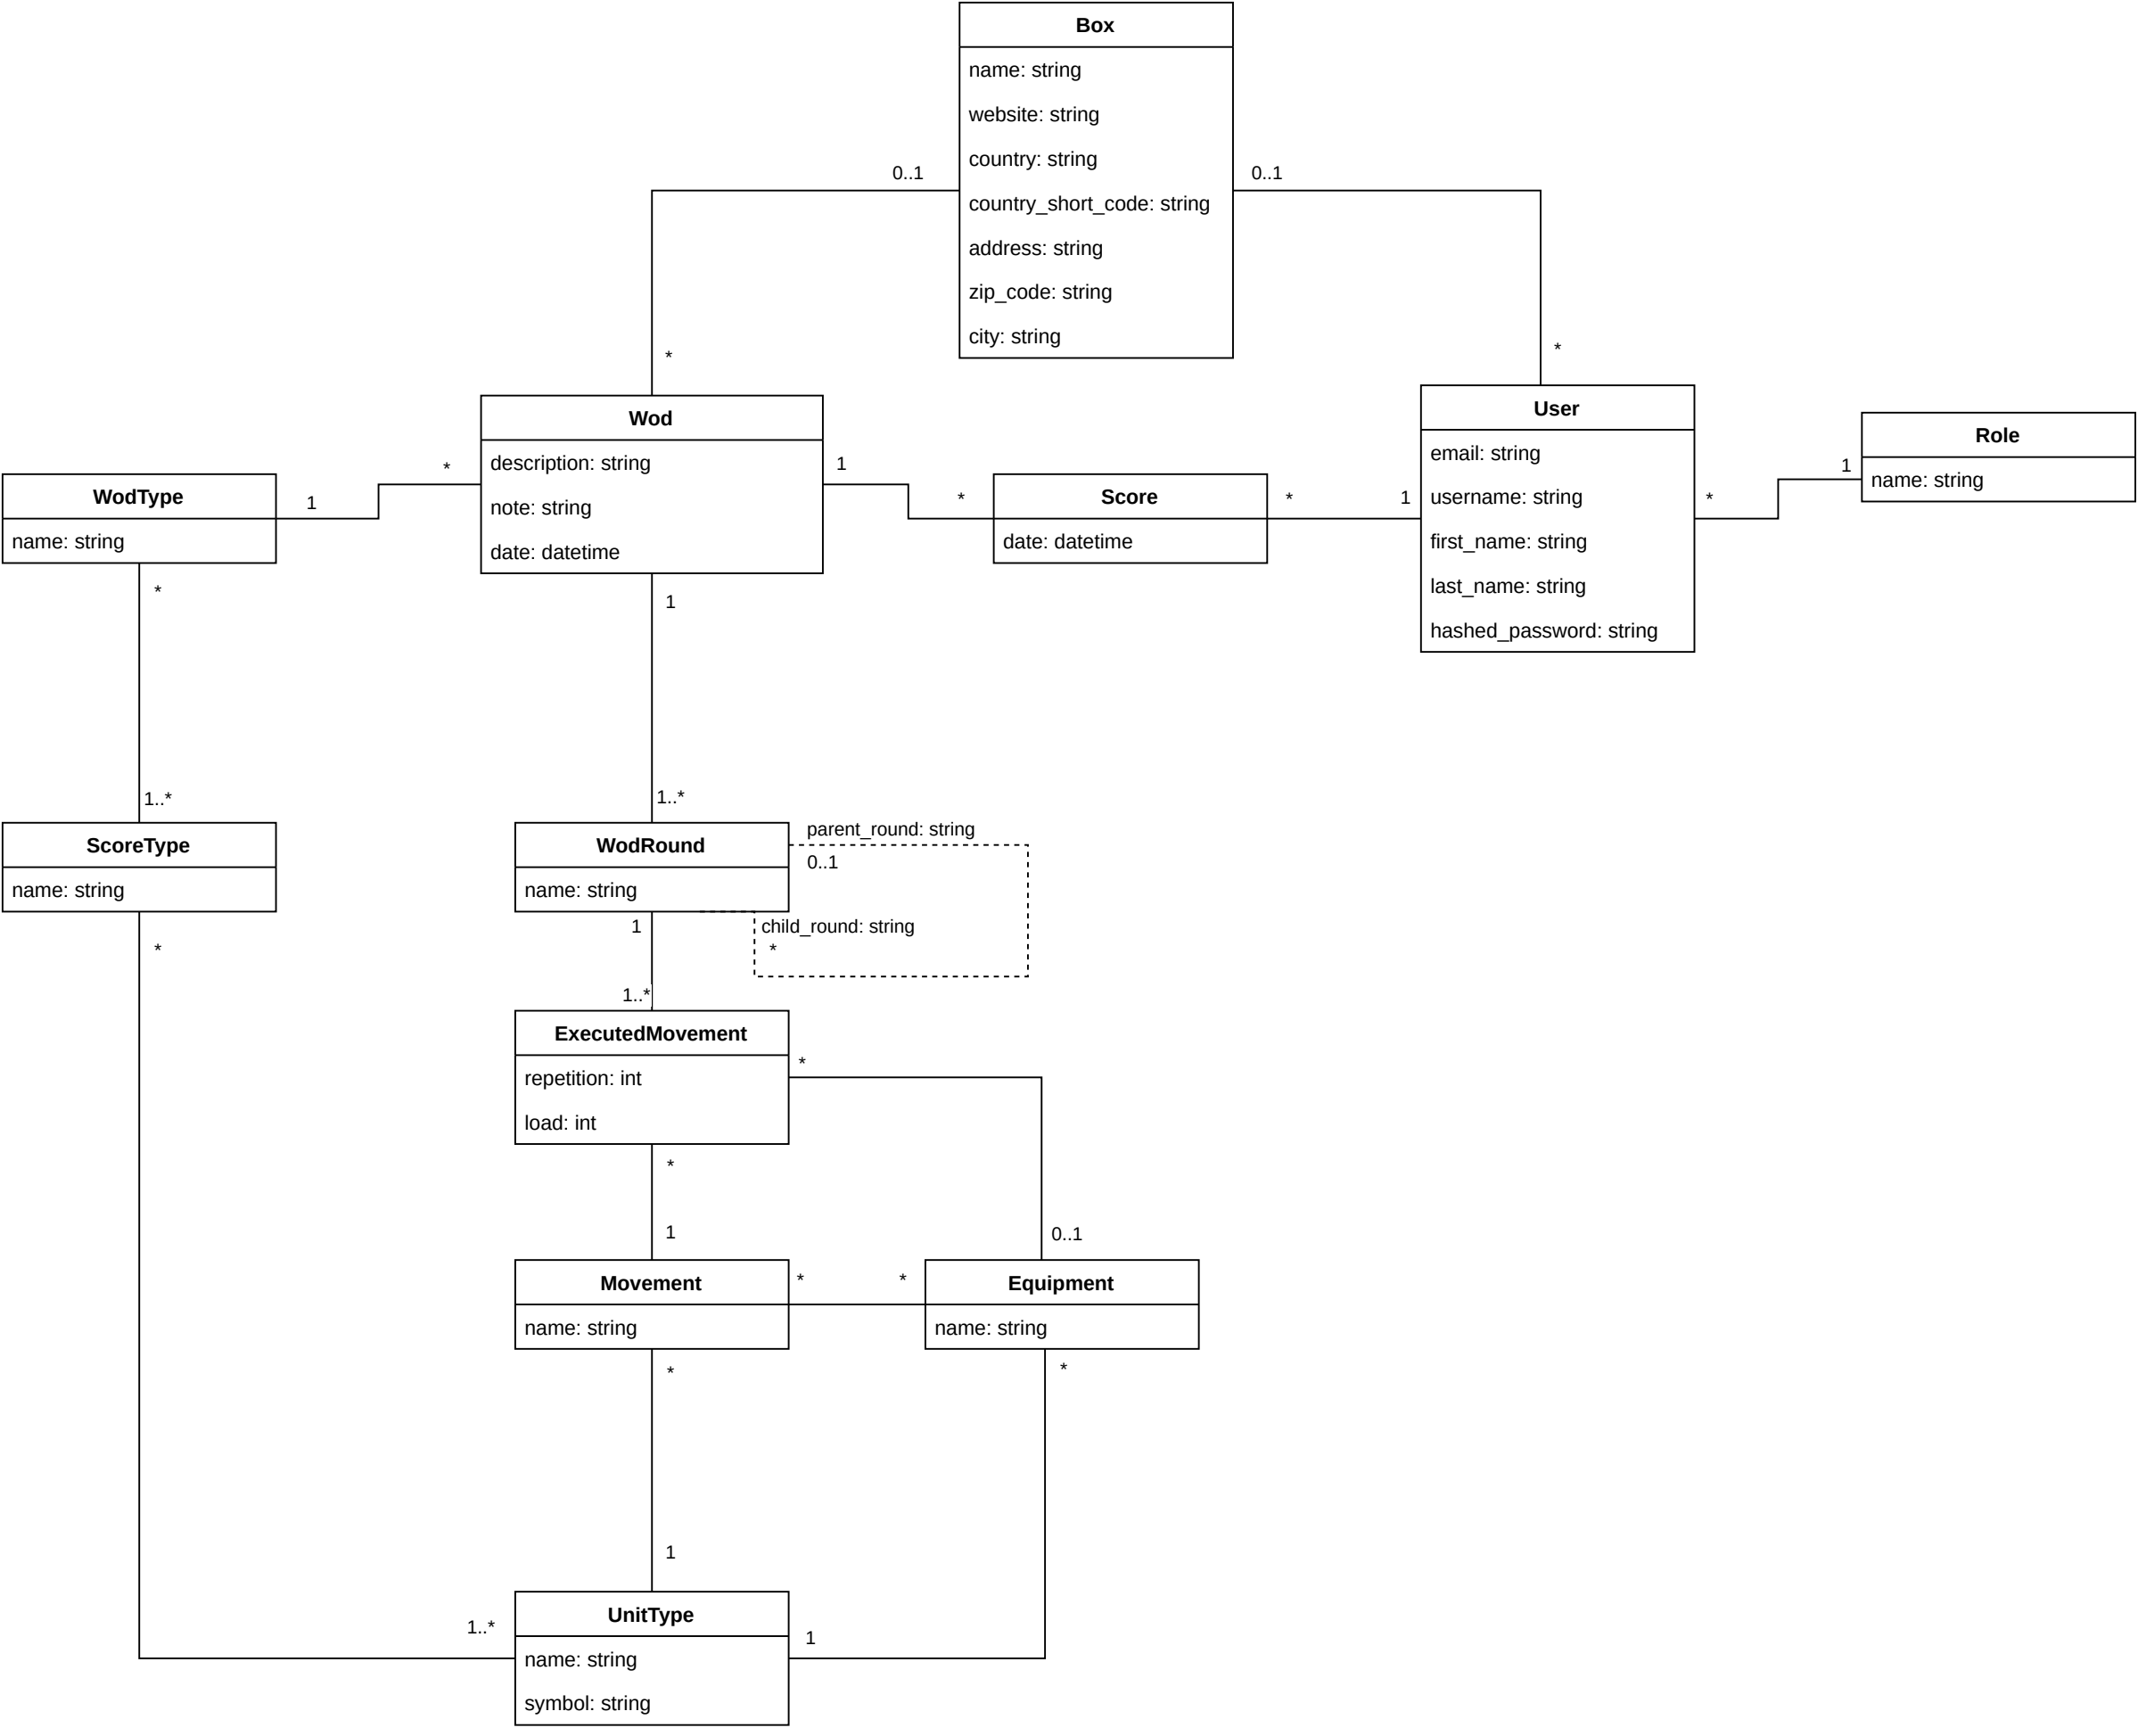 Box
name: string
website: string
country: string
country_short_code: string
address: string
zip_code: string
city: string
0..1
0..1
*
*
Wod
description: string
note: string
date: datetime
User
email: string
username: string
first_name: string
last_name: string
hashed_password: string
Role
name: string
WodType
name: string
Score
date: datetime
1
*
1
*
*
1
*
1
*
1
1..*
1..*
ScoreType
name: string
WodRound
name: string
parent_round: string
0..1
child_round: string
*
*
1
1..*
ExecutedMovement
repetition: int
load: int
*
*
1
0..1
Movement
name: string
*
*
Equipment
name: string
*
*
1
1..*
1
UnitType
name: string
symbol: string